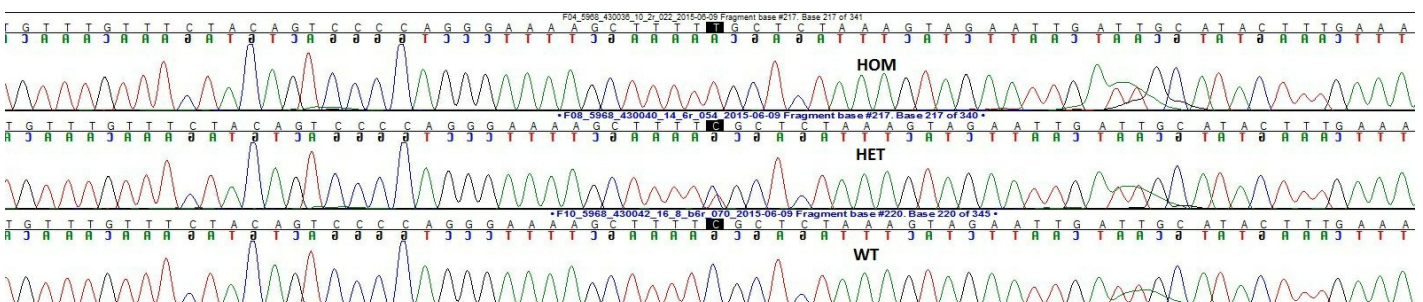 F04_5968_430036_10_2r_022_2015-06-09 Fragment base #217. Base 217 of 341
T G T T T G T T T C T A C A G T C C C C A G G G A A A A G C T T T T T G C T C T A A A G T A G A A T T G A T T G C A T A C T T T G A A A
A C A A A C A A A G A T G T C A G G G G T C C C T T T T C G A A A A A C G A G A T T T C A T C T T A A C T A A C G T A T G A A A C T T T
HOM
• F08_5968_430040_14_6r_054_2015-06-09 Fragment base #217. Base 217 of 340 •
T G T T T G T T T C T A C A G T C C C C A G G G A A A A G C T T T T C G C T C T A A A G T A G A A T T G A T T G C A T A C T T T G A A A
A C A A A C A A A G A T G T C A G G G G T C C C T T T T C G A A A A G C G A G A T T T C A T C T T A A C T A A C G T A T G A A A C T T T
HET
• F10_5968_430042_16_8_b6r_070_2015-06-09 Fragment base #220. Base 220 of 345 •
T G T T T G T T T C T A C A G T C C C C A G G G A A A A G C T T T T C G C T C T A A A G T A G A A T T G A T T G C A T A C T T T G A A A
A C A A A C A A A G A T G T C A G G G G T C C C T T T T C G A A A A G C G A G A T T T C A T C T T A A C T A A C G T A T G A A A C T T T
WT